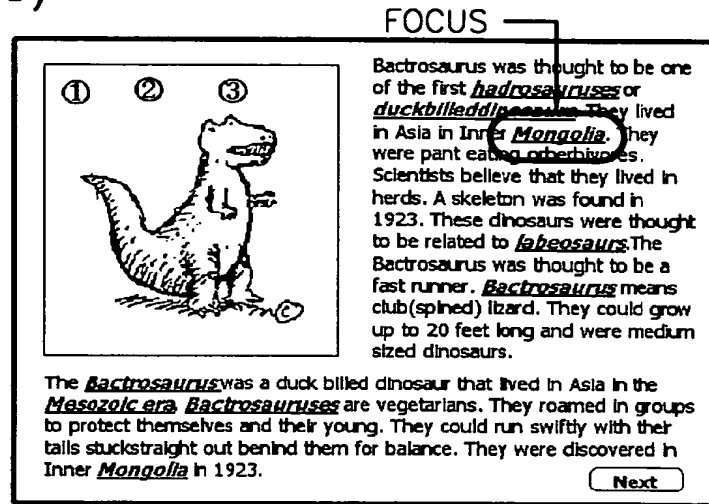 FOCUS
① ② ③
Bactrosaurus was thought to be one
of the first hadrosauruses or
duckbilleddinosaurs. They lived
in Asia in Inner Mongolia. They
were pant eating orherbivores.
Scientists believe that they lived in
herds. A skeleton was found in
1923. These dinosaurs were thought
to be related to labeosaurs.The
Bactrosaurus was thought to be a
fast runner. Bactrosaurus means
club(spined) lizard. They could grow
up to 20 feet long and were medium
sized dinosaurs.
The Bactrosaurus was a duck billed dinosaur that lived in Asia in the
Mesozoic era. Bactrosauruses are vegetarians. They roamed in groups
to protect themselves and their young. They could run swiftly with their
tails stuckstraight out behind them for balance. They were discovered in
Inner Mongolia in 1923.
Next